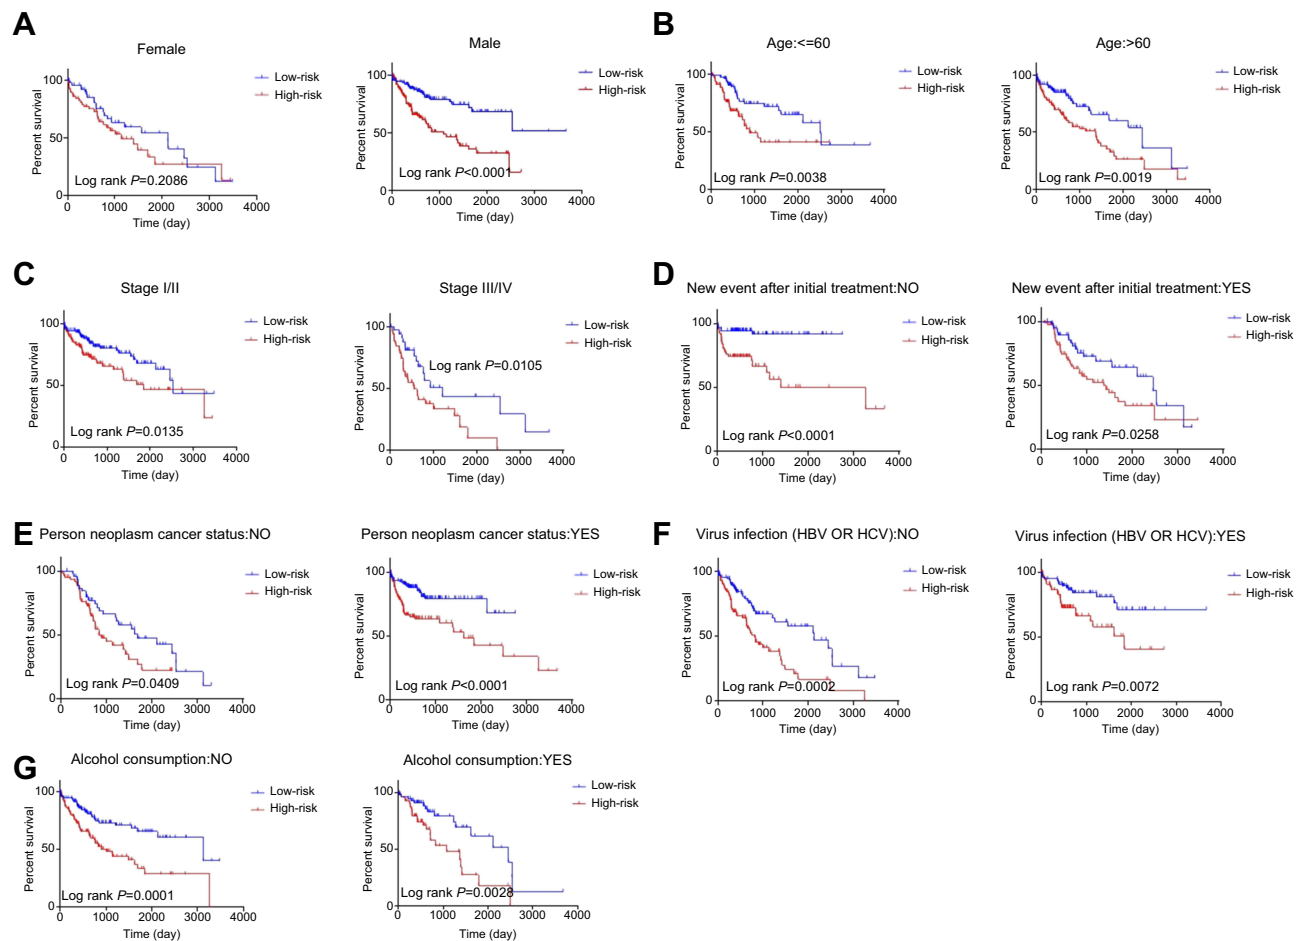 A
Female
Percent survival
100
50
0
0 1000 2000 3000 4000
Time (day)
Low-risk
High-risk
Log rank P=0.2086
Male
Percent survival
100
50
0
0 1000 2000 3000 4000
Time (day)
Low-risk
High-risk
Log rank P<0.0001
B
Age:<=60
Percent survival
100
50
0
0 1000 2000 3000 4000
Time (day)
Low-risk
High-risk
Log rank P=0.0038
Age:>60
Percent survival
100
50
0
0 1000 2000 3000 4000
Time (day)
Low-risk
High-risk
Log rank P=0.0019
C
Stage I/II
Percent survival
100
50
0
0 1000 2000 3000 4000
Time (day)
Low-risk
High-risk
Log rank P=0.0135
Stage III/IV
Percent survival
100
50
0
0 1000 2000 3000 4000
Time (day)
Low-risk
High-risk
Log rank P=0.0105
D
New event after initial treatment:NO
Percent survival
100
50
0
0 1000 2000 3000 4000
Time (day)
Low-risk
High-risk
Log rank P<0.0001
New event after initial treatment:YES
Percent survival
100
50
0
0 1000 2000 3000 4000
Time (day)
Low-risk
High-risk
Log rank P=0.0258
E
Person neoplasm cancer status:NO
Percent survival
100
50
0
0 1000 2000 3000 4000
Time (day)
Low-risk
High-risk
Log rank P=0.0409
Person neoplasm cancer status:YES
Percent survival
100
50
0
0 1000 2000 3000 4000
Time (day)
Low-risk
High-risk
Log rank P<0.0001
F
Virus infection (HBV OR HCV):NO
Percent survival
100
50
0
0 1000 2000 3000 4000
Time (day)
Low-risk
High-risk
Log rank P=0.0002
Virus infection (HBV OR HCV):YES
Percent survival
100
50
0
0 1000 2000 3000 4000
Time (day)
Low-risk
High-risk
Log rank P=0.0072
G
Alcohol consumption:NO
Percent survival
100
50
0
0 1000 2000 3000 4000
Time (day)
Low-risk
High-risk
Log rank P=0.0001
Alcohol consumption:YES
Percent survival
100
50
0
0 1000 2000 3000 4000
Time (day)
Low-risk
High-risk
Log rank P=0.0028